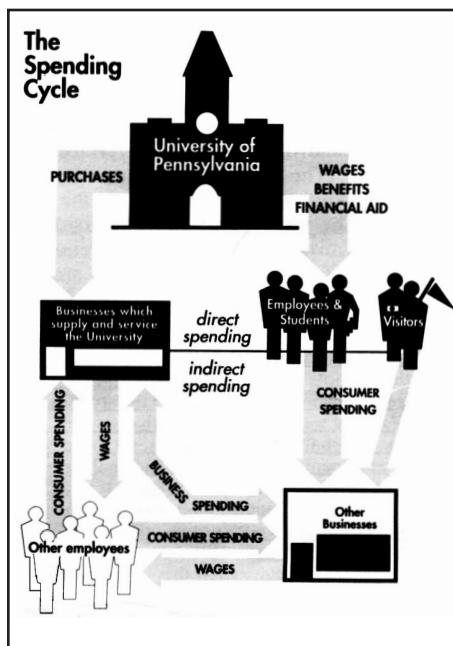 The
Spending
Cycle
University of
Pennsylvania
PURCHASES
WAGES
BENEFITS
FINANCIAL AID
Businesses which
supply and service
the University
direct
spending
indirect
spending
Employees &
Students
Visitors
CONSUMER
SPENDING
CONSUMER SPENDING
WAGES
BUSINESS
SPENDING
Other
Businesses
Other employees
CONSUMER SPENDING
WAGES